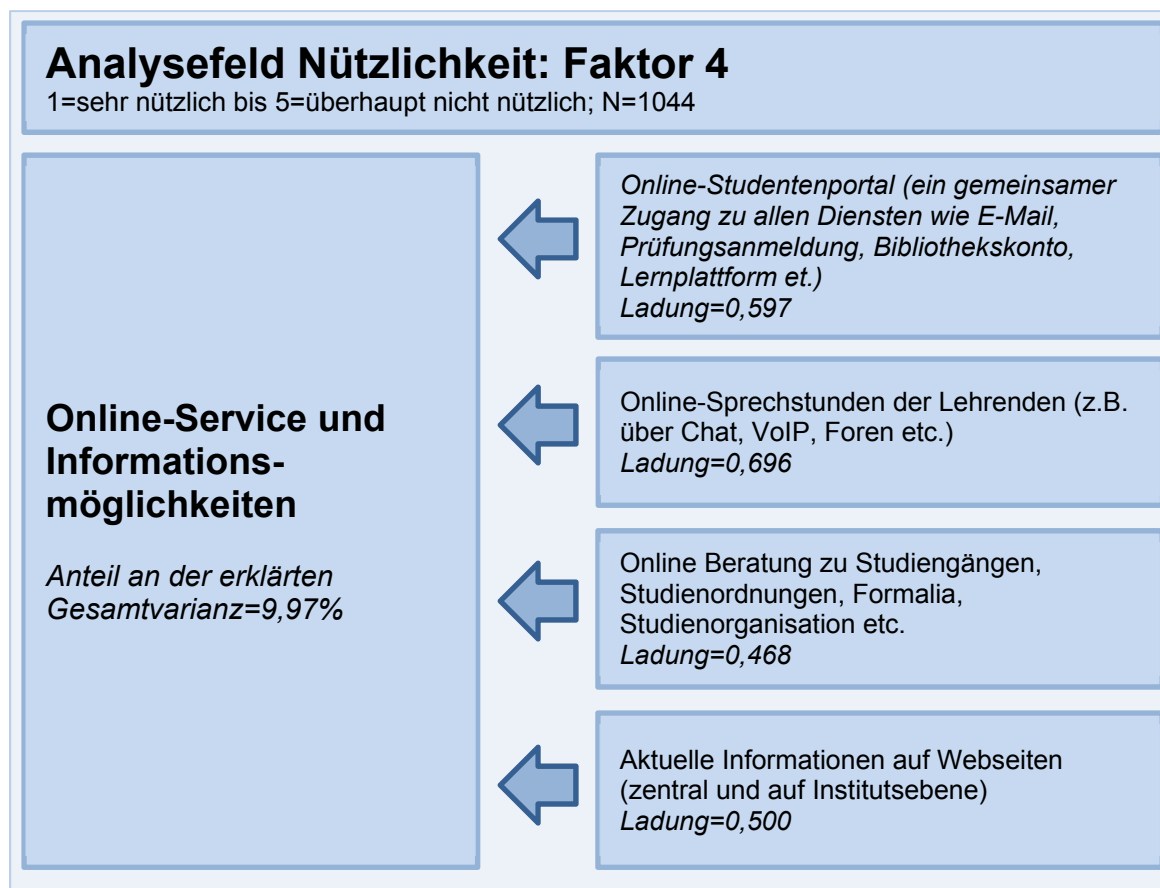 Analysefeld Nützlichkeit: Faktor 4
1=sehr nützlich bis 5=überhaupt nicht nützlich; N=1044
Online-Service und
Informations-
möglichkeiten
Anteil an der erklärten
Gesamtvarianz=9,97%
Online-Studentenportal (ein gemeinsamer
Zugang zu allen Diensten wie E-Mail,
Prüfungsanmeldung, Bibliothekskonto,
Lernplattform et.)
Ladung=0,597
Online-Sprechstunden der Lehrenden (z.B.
über Chat, VoIP, Foren etc.)
Ladung=0,696
Online Beratung zu Studiengängen,
Studienordnungen, Formalia,
Studienorganisation etc.
Ladung=0,468
Aktuelle Informationen auf Webseiten
(zentral und auf Institutsebene)
Ladung=0,500